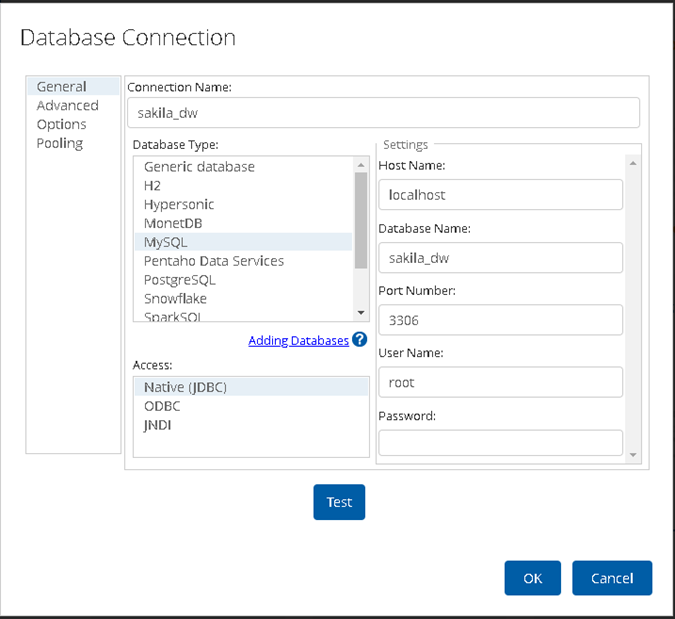 Database Connection
General
Advanced
Options
Pooling
Connection Name:
sakila_dw
Database Type:
Generic database
H2
Hypersonic
MonetDB
MySQL
Pentaho Data Services
PostgreSQL
Snowflake
SparkSQL
Adding Databases ?
Access:
Native (JDBC)
ODBC
JNDI
Settings
Host Name:
localhost
Database Name:
sakila_dw
Port Number:
3306
User Name:
root
Password:
Test
OK
Cancel